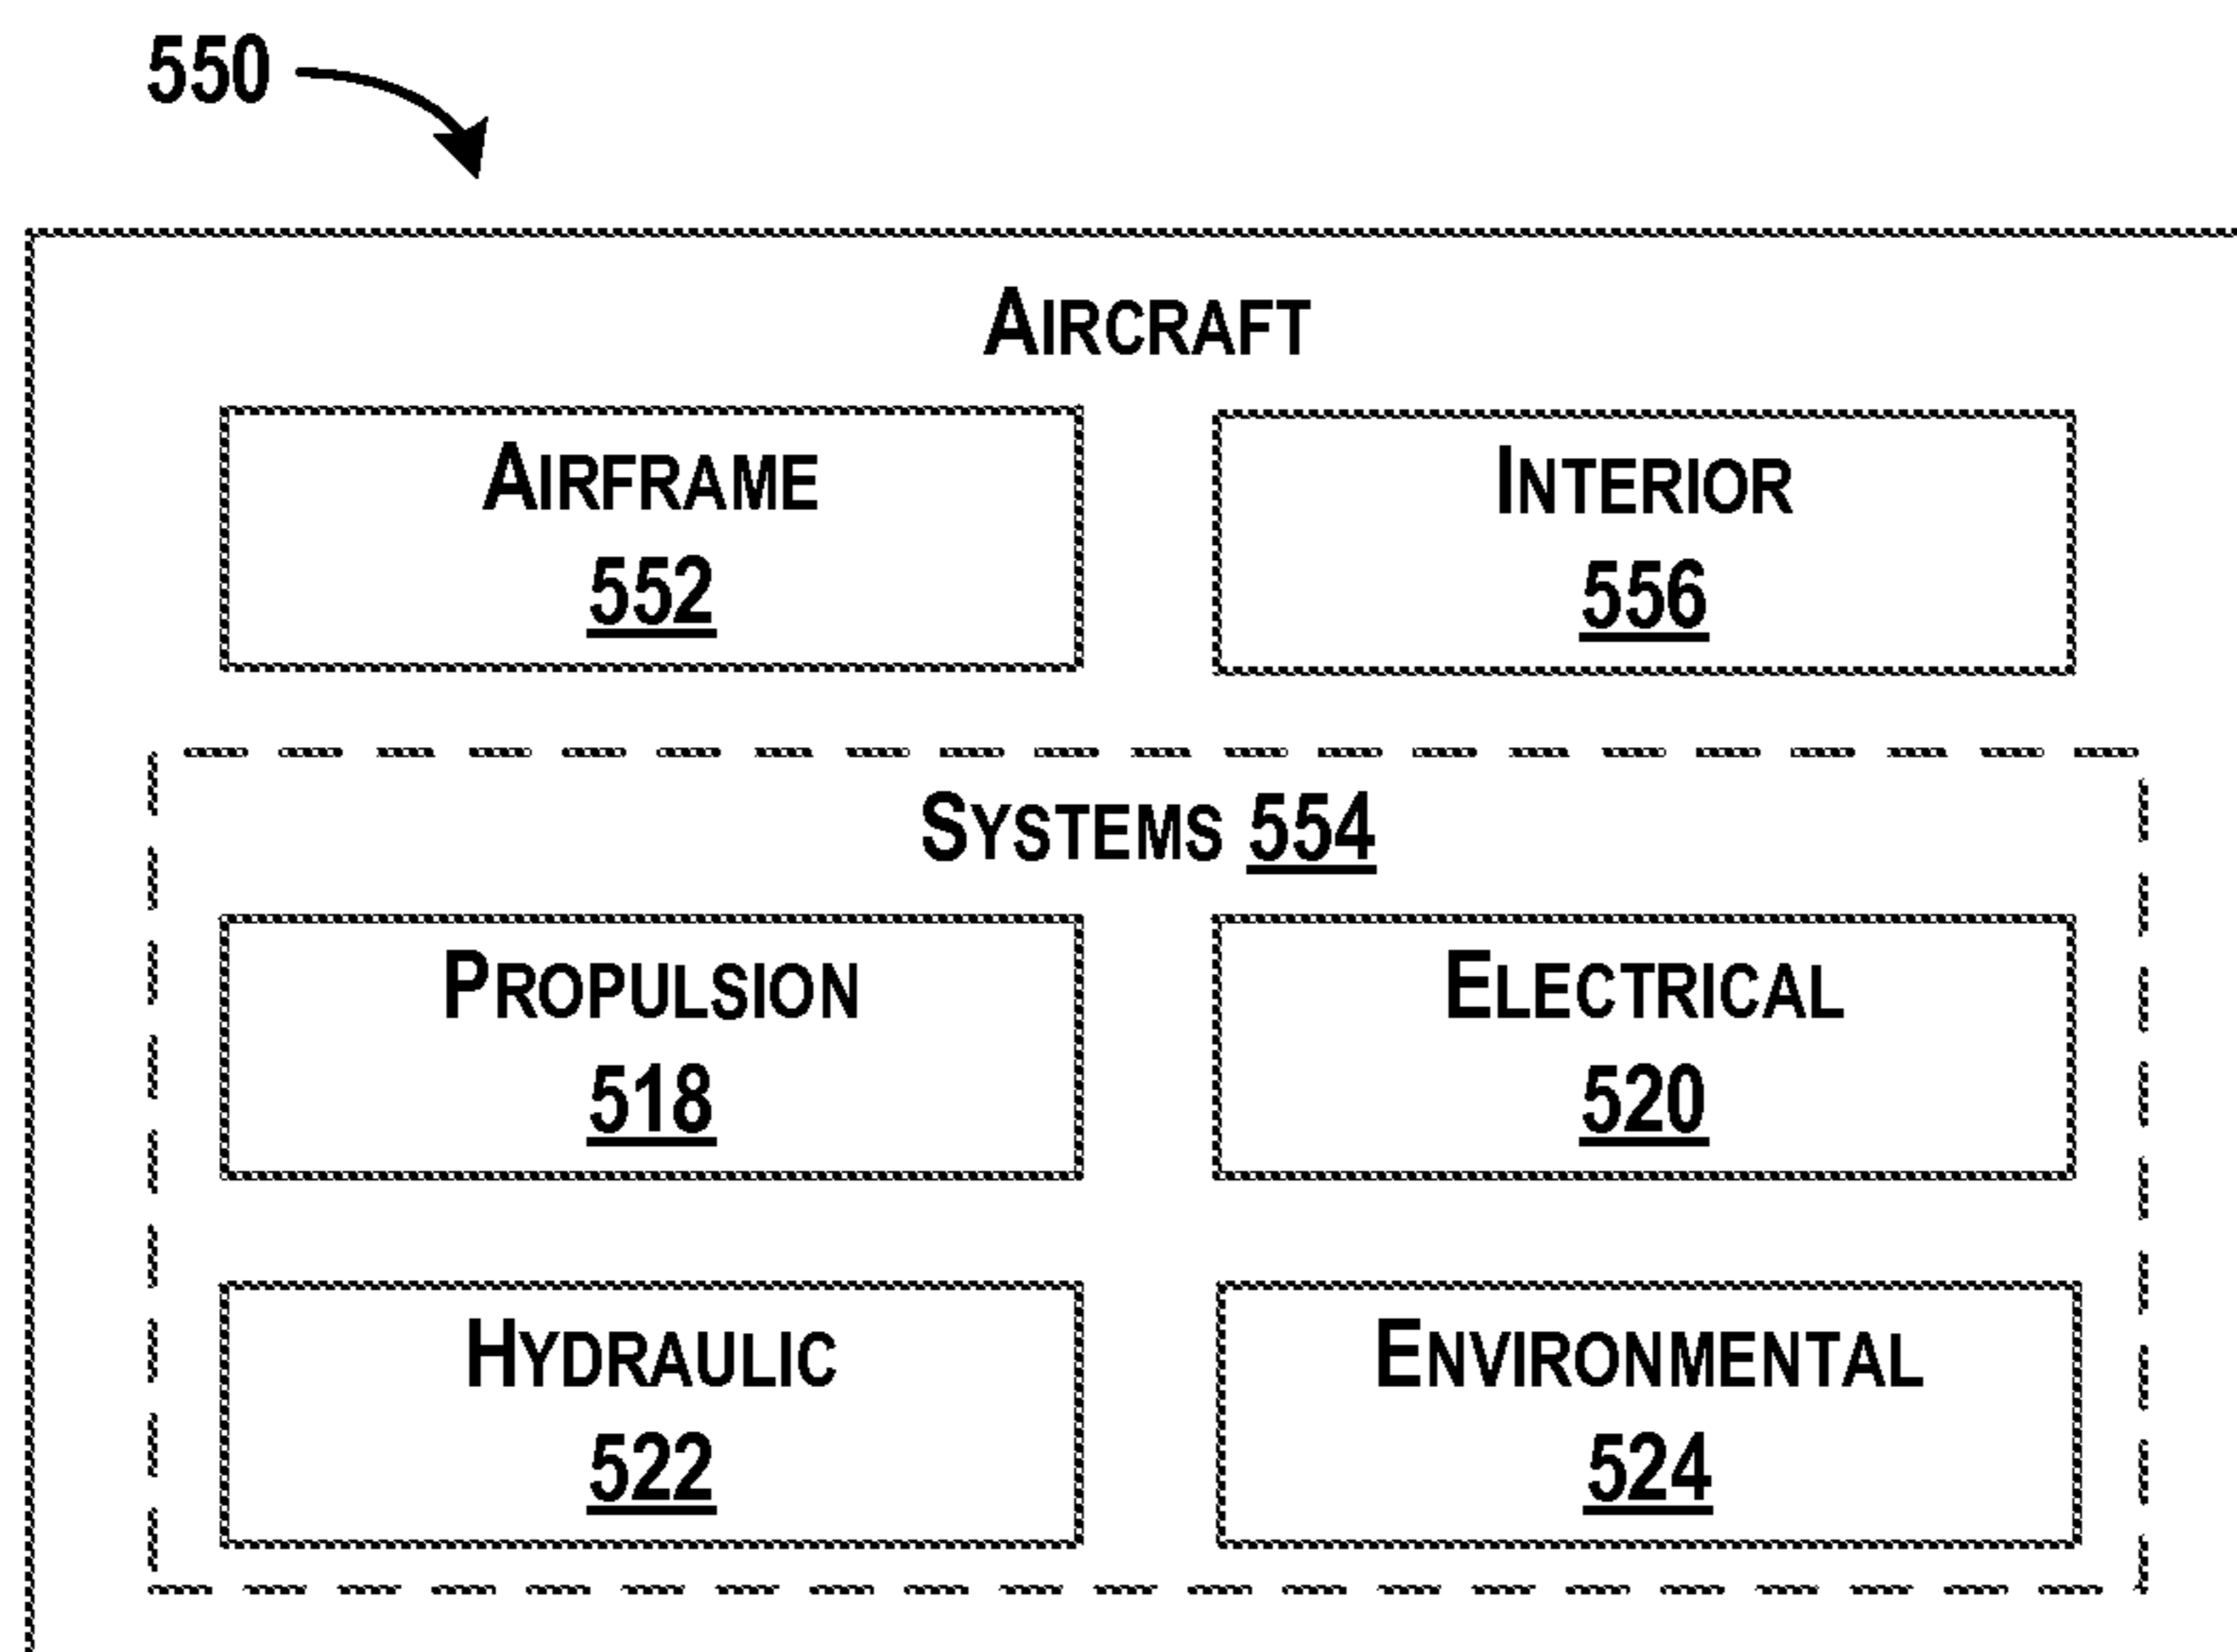 550
AIRCRAFT
AIRFRAME
552
INTERIOR
556
SYSTEMS 554
PROPULSION
518
ELECTRICAL
520
HYDRAULIC
522
ENVIRONMENTAL
524